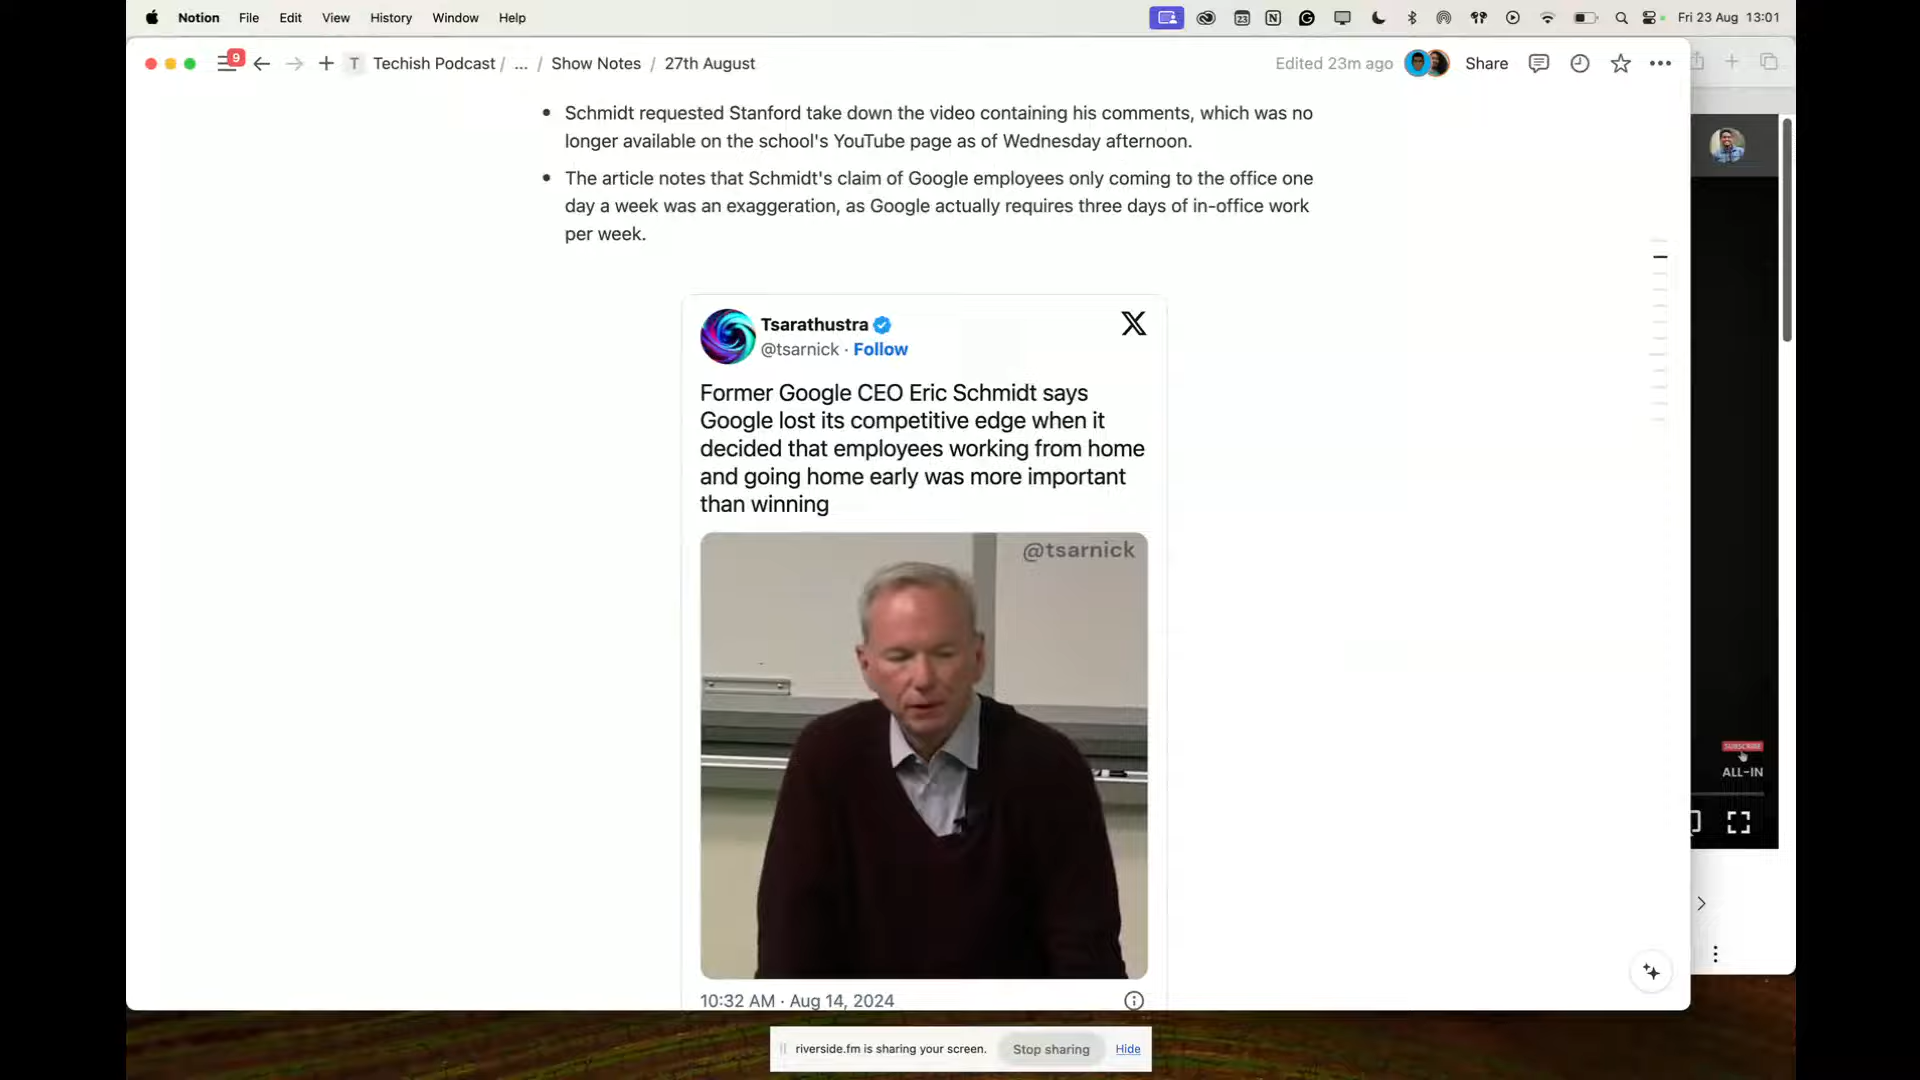 Notion File Edit View History Window Help
23
Fri 23 Aug 13:01
9
T Techish Podcast / ... / Show Notes / 27th August
Edited 23m ago
Share
• Schmidt requested Stanford take down the video containing his comments, which was no
longer available on the school's YouTube page as of Wednesday afternoon.
• The article notes that Schmidt's claim of Google employees only coming to the office one
day a week was an exaggeration, as Google actually requires three days of in-office work
per week.
Tsarathustra
@tsarnick · Follow
Former Google CEO Eric Schmidt says
Google lost its competitive edge when it
decided that employees working from home
and going home early was more important
than winning
@tsarnick
SUBSCRIBE
ALL-IN
10:32 AM · Aug 14, 2024
riverside.fm is sharing your screen. Stop sharing Hide